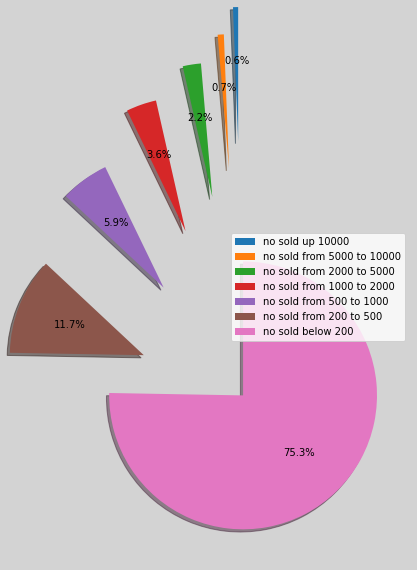 0.6%
0.7%
2.2%
3.6%
5.9%
11.7%
75.3%
no sold up 10000
no sold from 5000 to 10000
no sold from 2000 to 5000
no sold from 1000 to 2000
no sold from 500 to 1000
no sold from 200 to 500
no sold below 200